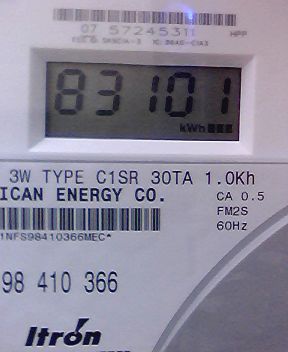 07 57245311 HPP
83101
kWh
3W TYPE C1SR 30TA 1.0Kh
ICAN ENERGY CO. CA 0.5
FM2S
60Hz
1NFS98410366MEC*
98 410 366
Itron